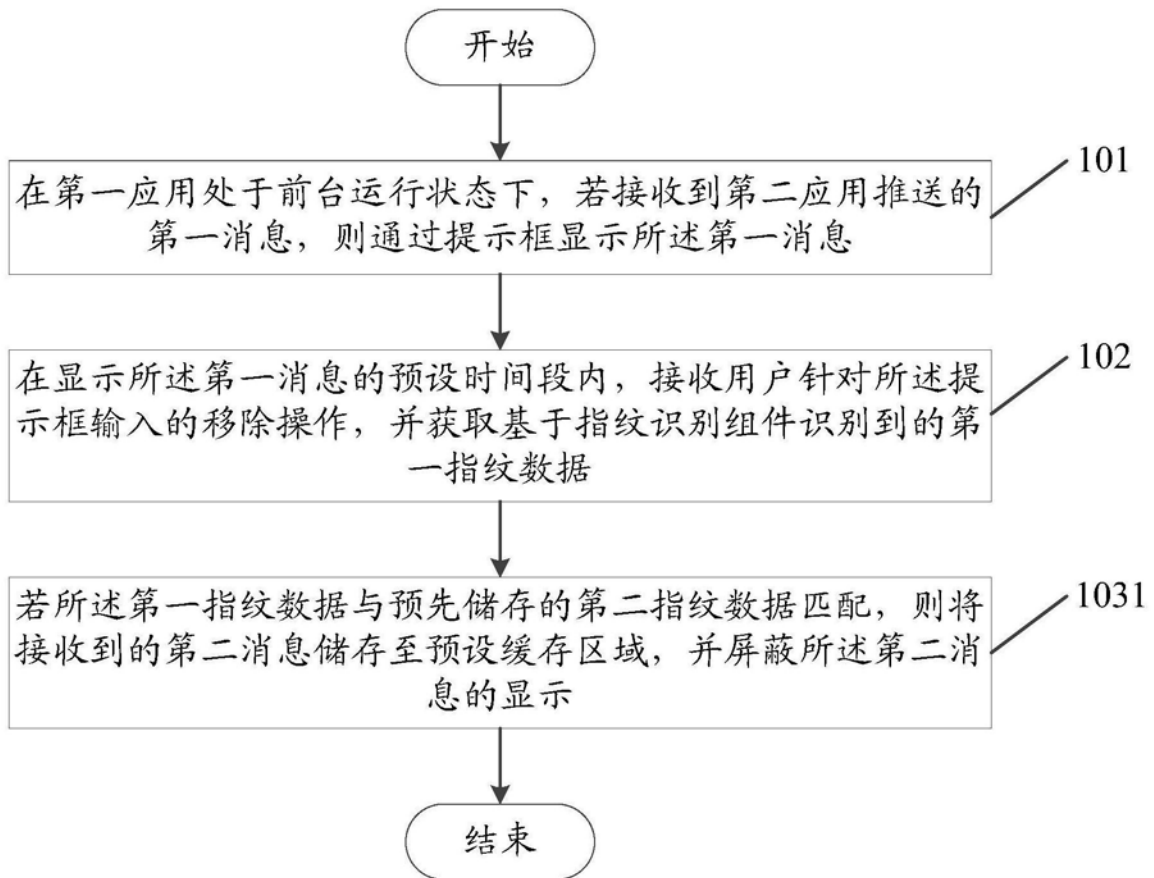 开始
101
在第一应用处于前台运行状态下，若接收到第二应用推送的
第一消息，则通过提示框显示所述第一消息
102
在显示所述第一消息的预设时间段内，接收用户针对所述提
示框输入的移除操作，并获取基于指纹识别组件识别到的第
一指纹数据
1031
若所述第一指纹数据与预先储存的第二指纹数据匹配，则将
接收到的第二消息储存至预设缓存区域，并屏蔽所述第二消
息的显示
结束